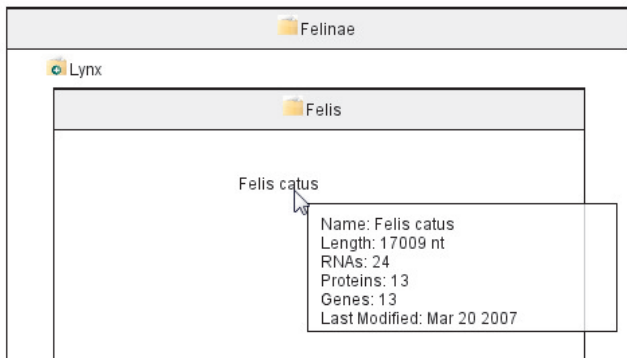 Felinae
Lynx
Felis
Felis catus
Name: Felis catus
Length: 17009 nt
RNAs: 24
Proteins: 13
Genes: 13
Last Modified: Mar 20 2007